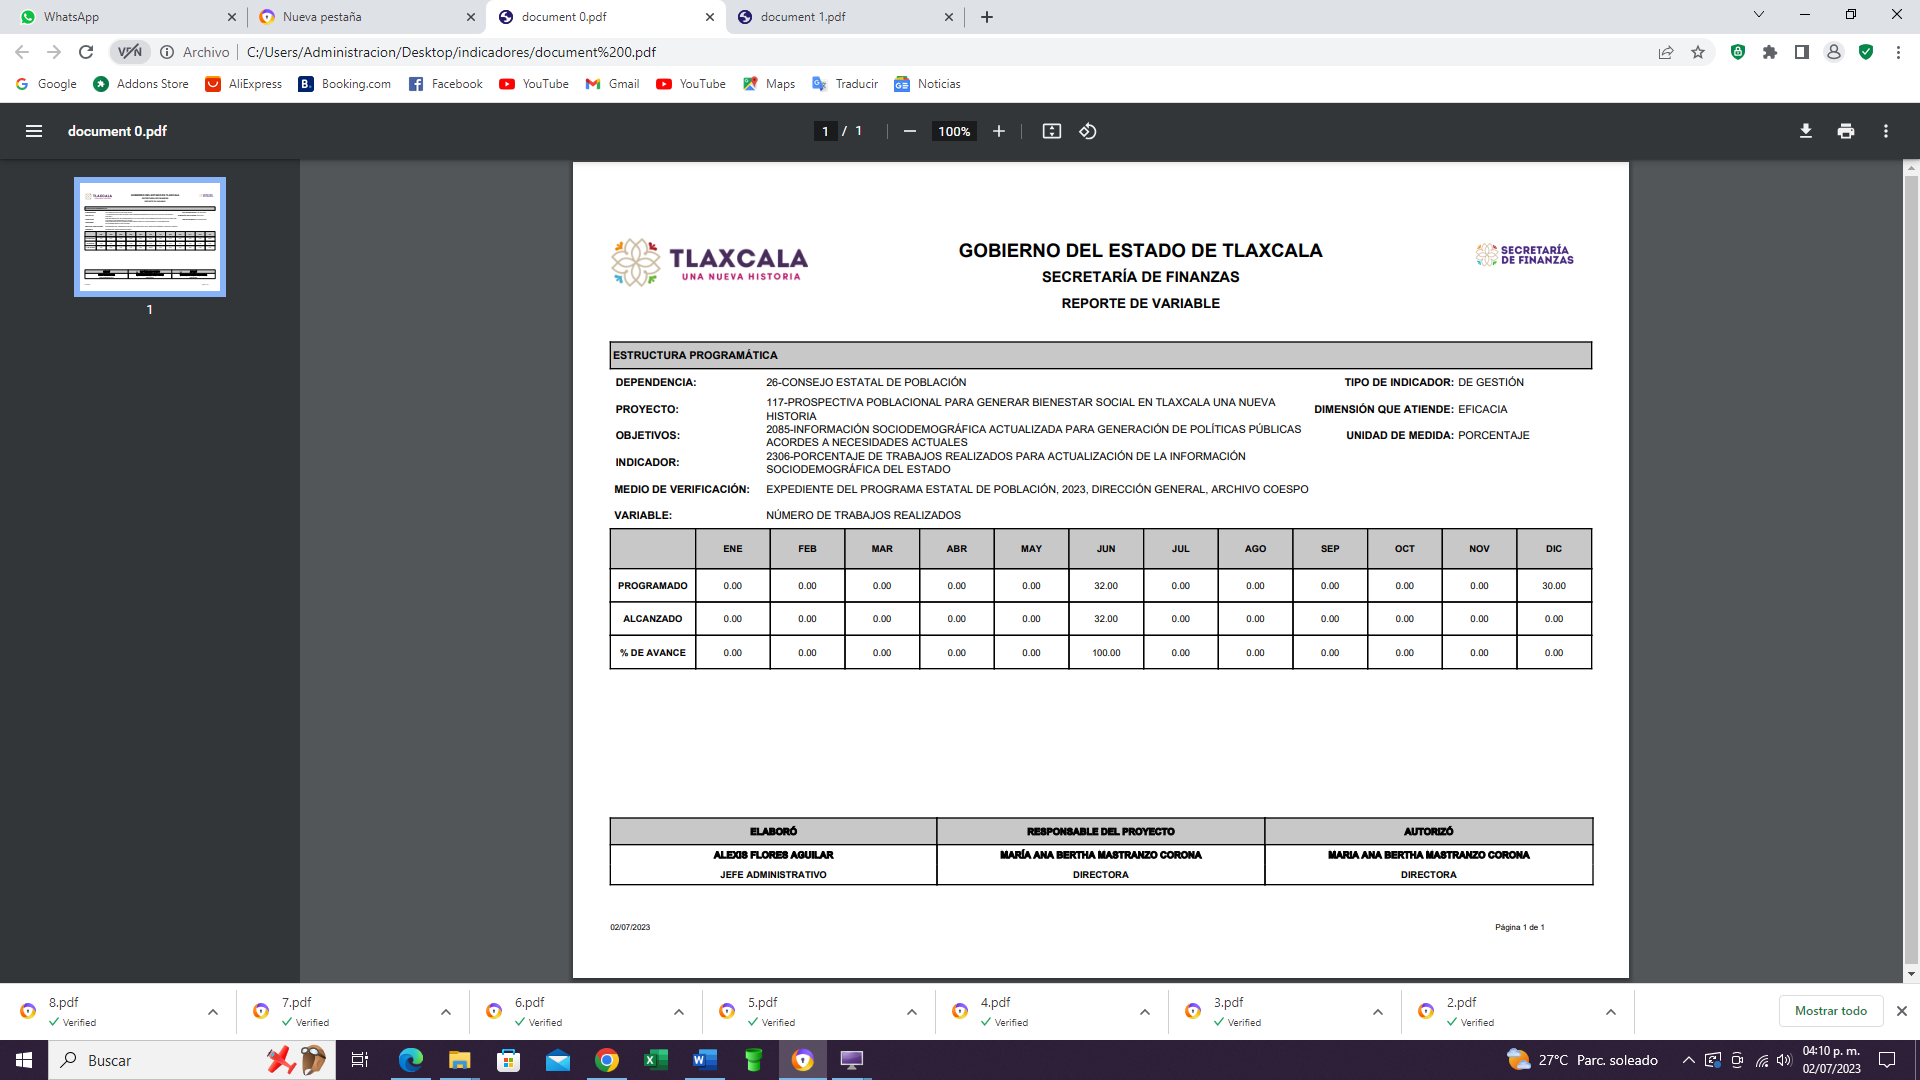 WhatsApp
Nueva pestaña
document 0.pdf
document 1.pdf
VPN
Archivo
C:/Users/Administracion/Desktop/indicadores/document%200.pdf
Google
Addons Store
AliExpress
Booking.com
Facebook
YouTube
Gmail
YouTube
Maps
Traducir
Noticias
document 0.pdf
1 / 1
100%
1
TLAXCALA
UNA NUEVA HISTORIA
GOBIERNO DEL ESTADO DE TLAXCALA
SECRETARÍA DE FINANZAS
REPORTE DE VARIABLE
SECRETARÍA
DE FINANZAS
ESTRUCTURA PROGRAMÁTICA
DEPENDENCIA: 26-CONSEJO ESTATAL DE POBLACIÓN TIPO DE INDICADOR: DE GESTIÓN
PROYECTO: 117-PROSPECTIVA POBLACIONAL PARA GENERAR BIENESTAR SOCIAL EN TLAXCALA UNA NUEVA
HISTORIA DIMENSIÓN QUE ATIENDE: EFICACIA
OBJETIVOS: 2085-INFORMACIÓN SOCIODEMOGRÁFICA ACTUALIZADA PARA GENERACIÓN DE POLÍTICAS PÚBLICAS
ACORDES A NECESIDADES ACTUALES UNIDAD DE MEDIDA: PORCENTAJE
INDICADOR: 2306-PORCENTAJE DE TRABAJOS REALIZADOS PARA ACTUALIZACIÓN DE LA INFORMACIÓN
SOCIODEMOGRÁFICA DEL ESTADO
MEDIO DE VERIFICACIÓN: EXPEDIENTE DEL PROGRAMA ESTATAL DE POBLACIÓN, 2023, DIRECCIÓN GENERAL, ARCHIVO COESPO
VARIABLE: NÚMERO DE TRABAJOS REALIZADOS
ENE FEB MAR ABR MAY JUN JUL AGO SEP OCT NOV DIC
PROGRAMADO 0.00 0.00 0.00 0.00 0.00 32.00 0.00 0.00 0.00 0.00 0.00 30.00
ALCANZADO 0.00 0.00 0.00 0.00 0.00 32.00 0.00 0.00 0.00 0.00 0.00 0.00
% DE AVANCE 0.00 0.00 0.00 0.00 0.00 100.00 0.00 0.00 0.00 0.00 0.00 0.00
ELABORÓ RESPONSABLE DEL PROYECTO AUTORIZÓ
ALEXIS FLORES AGUILAR MARÍA ANA BERTHA MASTRANZO CORONA MARIA ANA BERTHA MASTRANZO CORONA
JEFE ADMINISTRATIVO DIRECTORA DIRECTORA
02/07/2023 Página 1 de 1
8.pdf
Verified
7.pdf
Verified
6.pdf
Verified
5.pdf
Verified
4.pdf
Verified
3.pdf
Verified
2.pdf
Verified
Mostrar todo
Buscar
27°C Parc. soleado
04:10 p. m.
02/07/2023